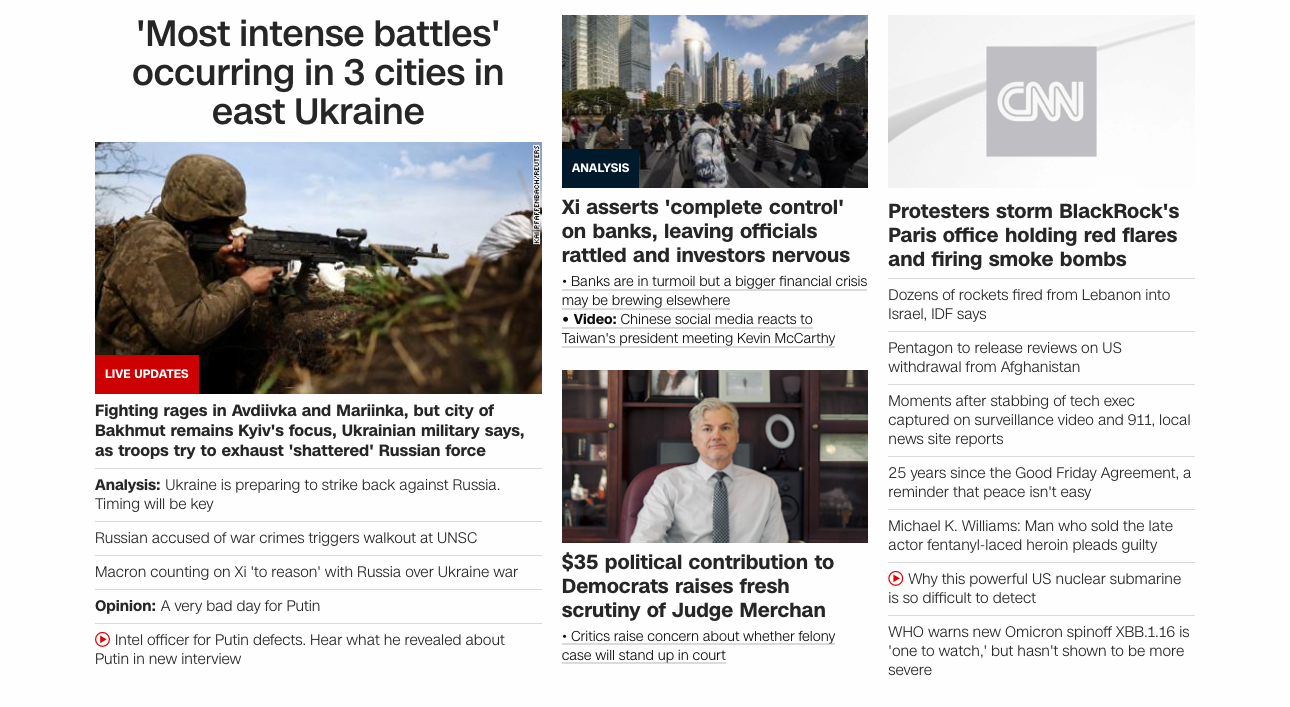 'Most intense battles'
occurring in 3 cities in
east Ukraine
KAI PFAFFENBACH/REUTERS
LIVE UPDATES
Fighting rages in Avdiivka and Mariinka, but city of
Bakhmut remains Kyiv's focus, Ukrainian military says,
as troops try to exhaust 'shattered' Russian force
Analysis: Ukraine is preparing to strike back against Russia.
Timing will be key
Russian accused of war crimes triggers walkout at UNSC
Macron counting on Xi 'to reason' with Russia over Ukraine war
Opinion: A very bad day for Putin
Intel officer for Putin defects. Hear what he revealed about
Putin in new interview
ANALYSIS
Xi asserts 'complete control'
on banks, leaving officials
rattled and investors nervous
• Banks are in turmoil but a bigger financial crisis
may be brewing elsewhere
• Video: Chinese social media reacts to
Taiwan's president meeting Kevin McCarthy
$35 political contribution to
Democrats raises fresh
scrutiny of Judge Merchan
• Critics raise concern about whether felony
case will stand up in court
CNN
Protesters storm BlackRock's
Paris office holding red flares
and firing smoke bombs
Dozens of rockets fired from Lebanon into
Israel, IDF says
Pentagon to release reviews on US
withdrawal from Afghanistan
Moments after stabbing of tech exec
captured on surveillance video and 911, local
news site reports
25 years since the Good Friday Agreement, a
reminder that peace isn't easy
Michael K. Williams: Man who sold the late
actor fentanyl-laced heroin pleads guilty
Why this powerful US nuclear submarine
is so difficult to detect
WHO warns new Omicron spinoff XBB.1.16 is
'one to watch,' but hasn't shown to be more
severe